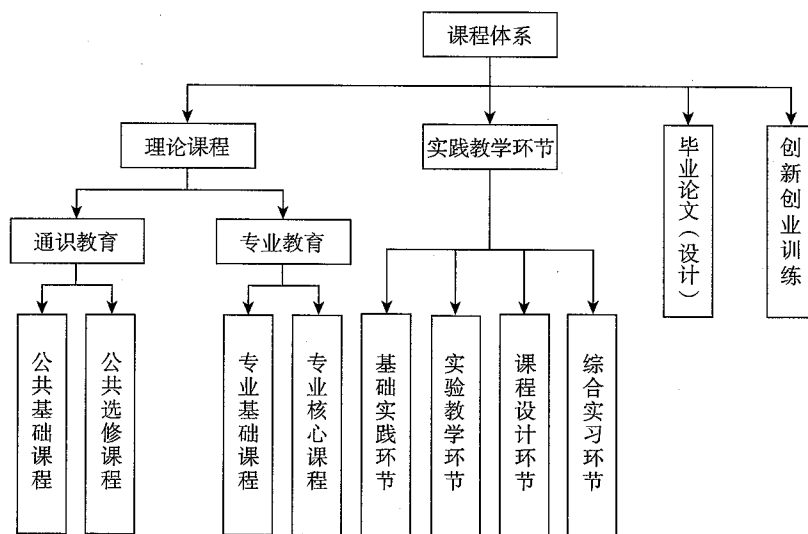 课程体系
理论课程
实践教学环节
毕业论文（设计）
创新创业训练
通识教育
专业教育
公共基础课程
公共选修课程
专业基础课程
专业核心课程
基础实践环节
实验教学环节
课程设计环节
综合实习环节